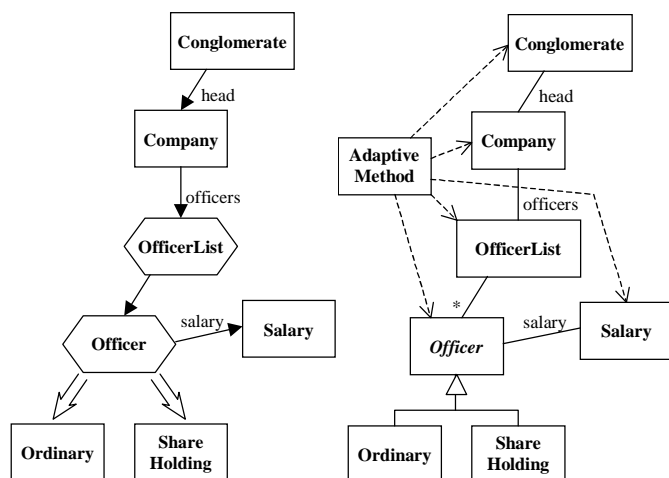 Conglomerate
head
Company
officers
OfficerList
Officer
salary
Salary
Ordinary
Share
Holding
Conglomerate
head
Company
Adaptive
Method
officers
OfficerList
*
Officer
salary
Salary
Ordinary
Share
Holding